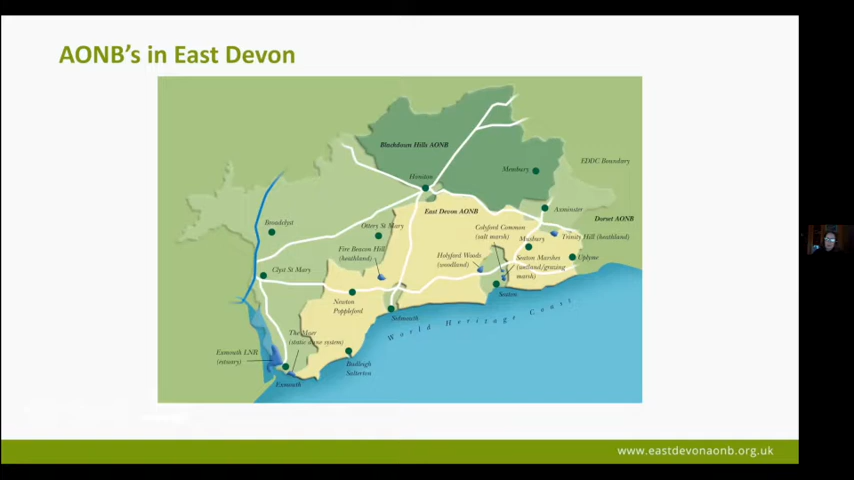 AONB's in East Devon
Blackdown Hills AONB
EDDC Boundary
Membury
Honiton
East Devon AONB
Axminster
Dorset AONB
Broadclyst
Ottery St Mary
Colyford Common
(salt marsh)
Musbury
Trinity Hill (heathland)
Fire Beacon Hill
(heathland)
Holyford Woods
(woodland)
Seaton Marshes
(wetland/grazing
marsh)
Uplyme
Clyst St Mary
Seaton
Newton
Poppleford
Sidmouth
World Heritage Coast
The Maer
(static dune system)
Exmouth LNR
(estuary)
Budleigh
Salterton
Exmouth
www.eastdevonaonb.org.uk